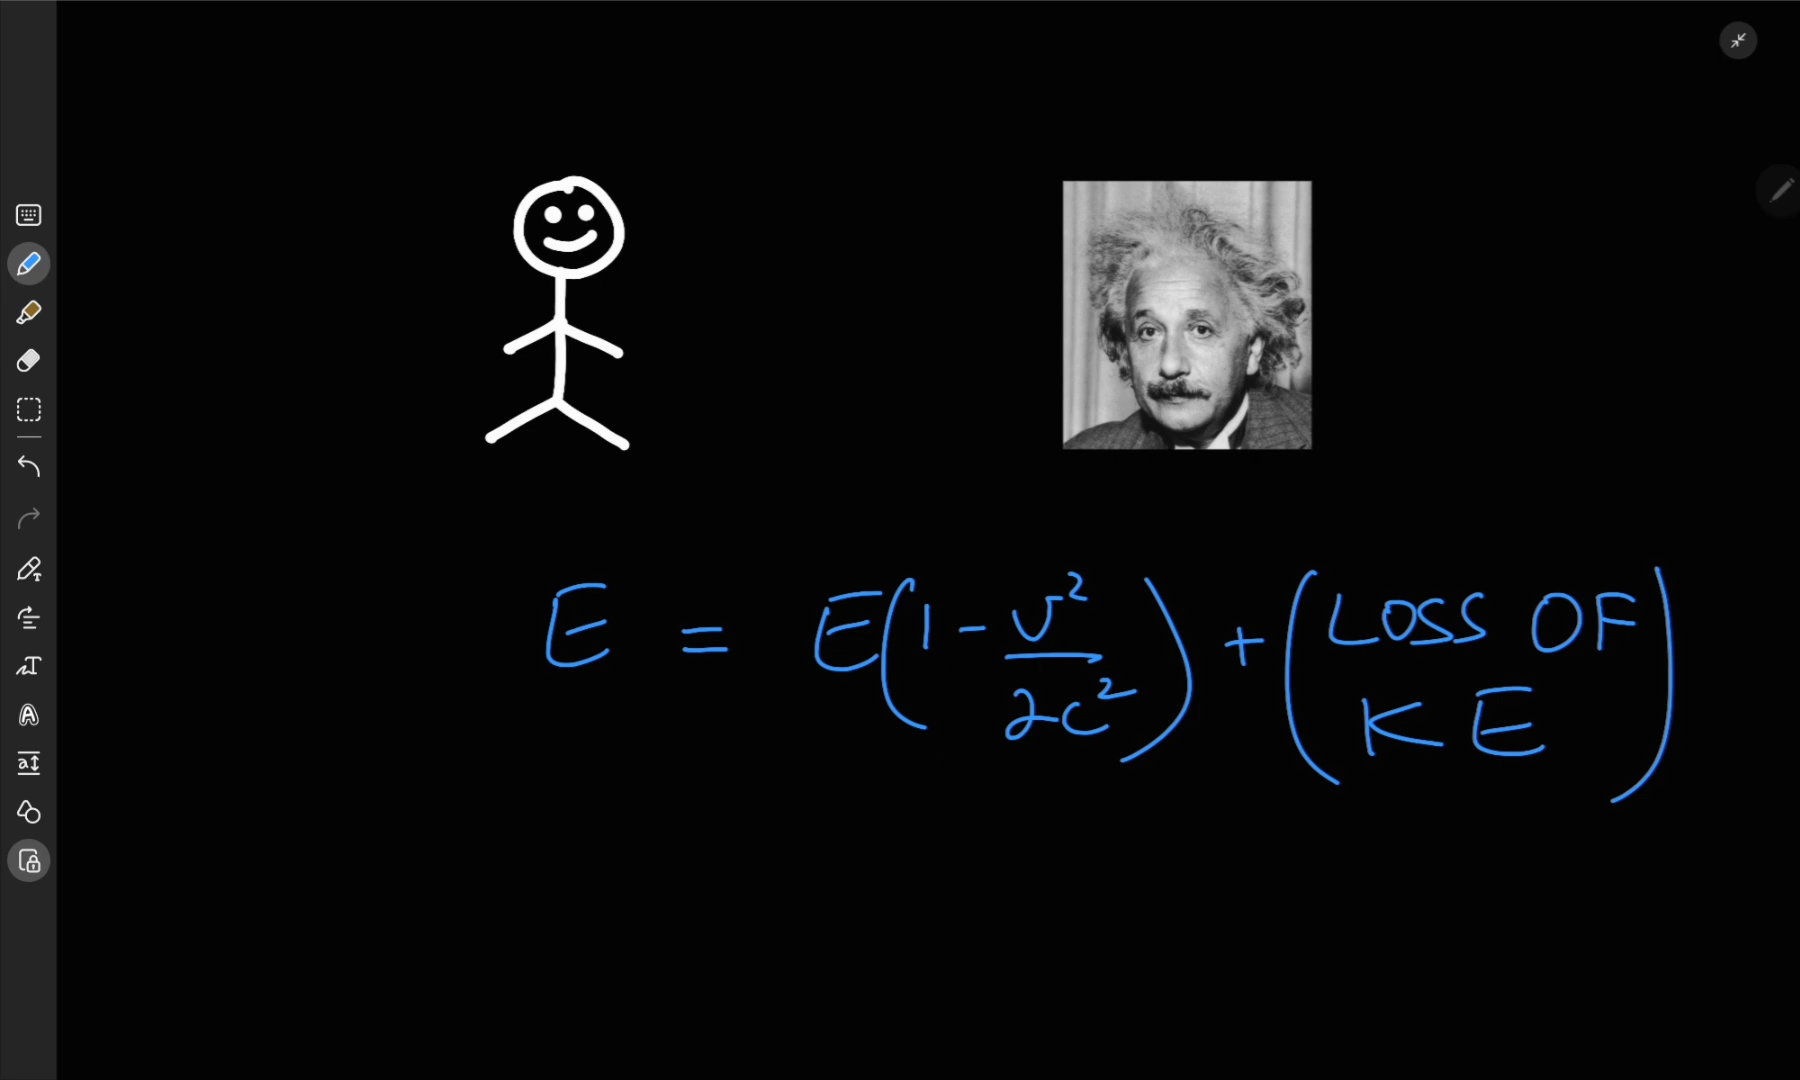 E = E(1 - v²/2c²) + (LOSS OF KE)